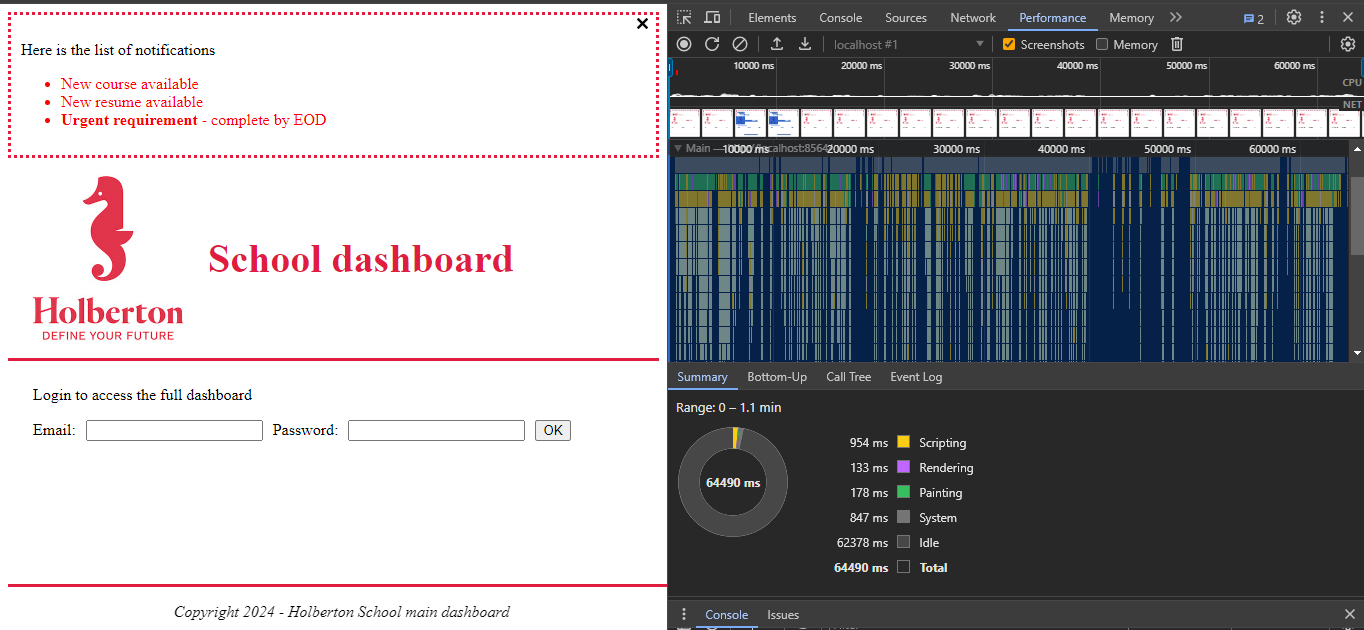 Here is the list of notifications
New course available
New resume available
Urgent requirement - complete by EOD
Holberton
DEFINE YOUR FUTURE
School dashboard
Login to access the full dashboard
Email: Password: OK
Copyright 2024 - Holberton School main dashboard
Elements Console Sources Network Performance Memory 2
localhost #1 Screenshots Memory
10000 ms 20000 ms 30000 ms 40000 ms 50000 ms 60000 ms
CPU
NET
Main — localhost:8564
10000 ms 20000 ms 30000 ms 40000 ms 50000 ms 60000 ms
Summary Bottom-Up Call Tree Event Log
Range: 0 – 1.1 min
64490 ms
954 ms Scripting
133 ms Rendering
178 ms Painting
847 ms System
62378 ms Idle
64490 ms Total
Console Issues